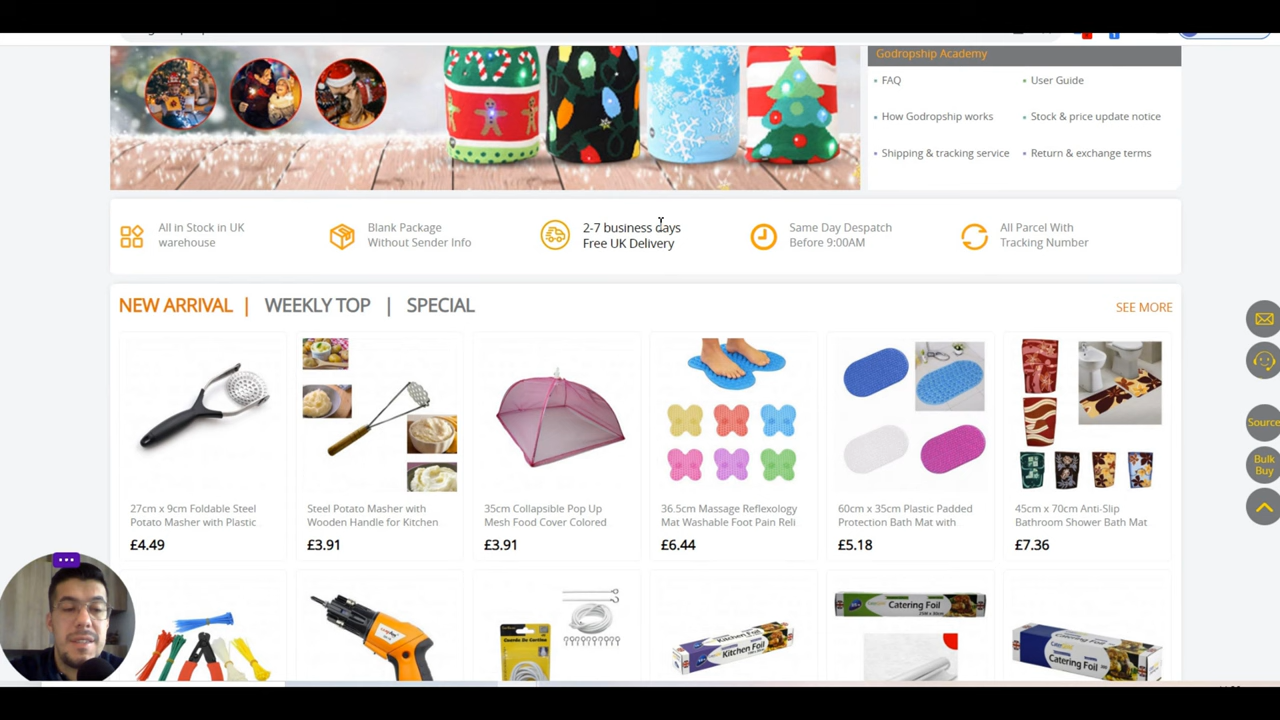 Godropship Academy
FAQ
User Guide
How Godropship works
Stock & price update notice
Shipping & tracking service
Return & exchange terms
All in Stock in UK
warehouse
Blank Package
Without Sender Info
2-7 business days
Free UK Delivery
Same Day Despatch
Before 9:00AM
All Parcel With
Tracking Number
NEW ARRIVAL | WEEKLY TOP | SPECIAL
SEE MORE
27cm x 9cm Foldable Steel
Potato Masher with Plastic
£4.49
Steel Potato Masher with
Wooden Handle for Kitchen
£3.91
35cm Collapsible Pop Up
Mesh Food Cover Colored
£3.91
36.5cm Massage Reflexology
Mat Washable Foot Pain Reli
£6.44
60cm x 35cm Plastic Padded
Protection Bath Mat with
£5.18
45cm x 70cm Anti-Slip
Bathroom Shower Bath Mat
£7.36
Source
Bulk
Buy
Kitchen Foil
Catering Foil
Catering Foil